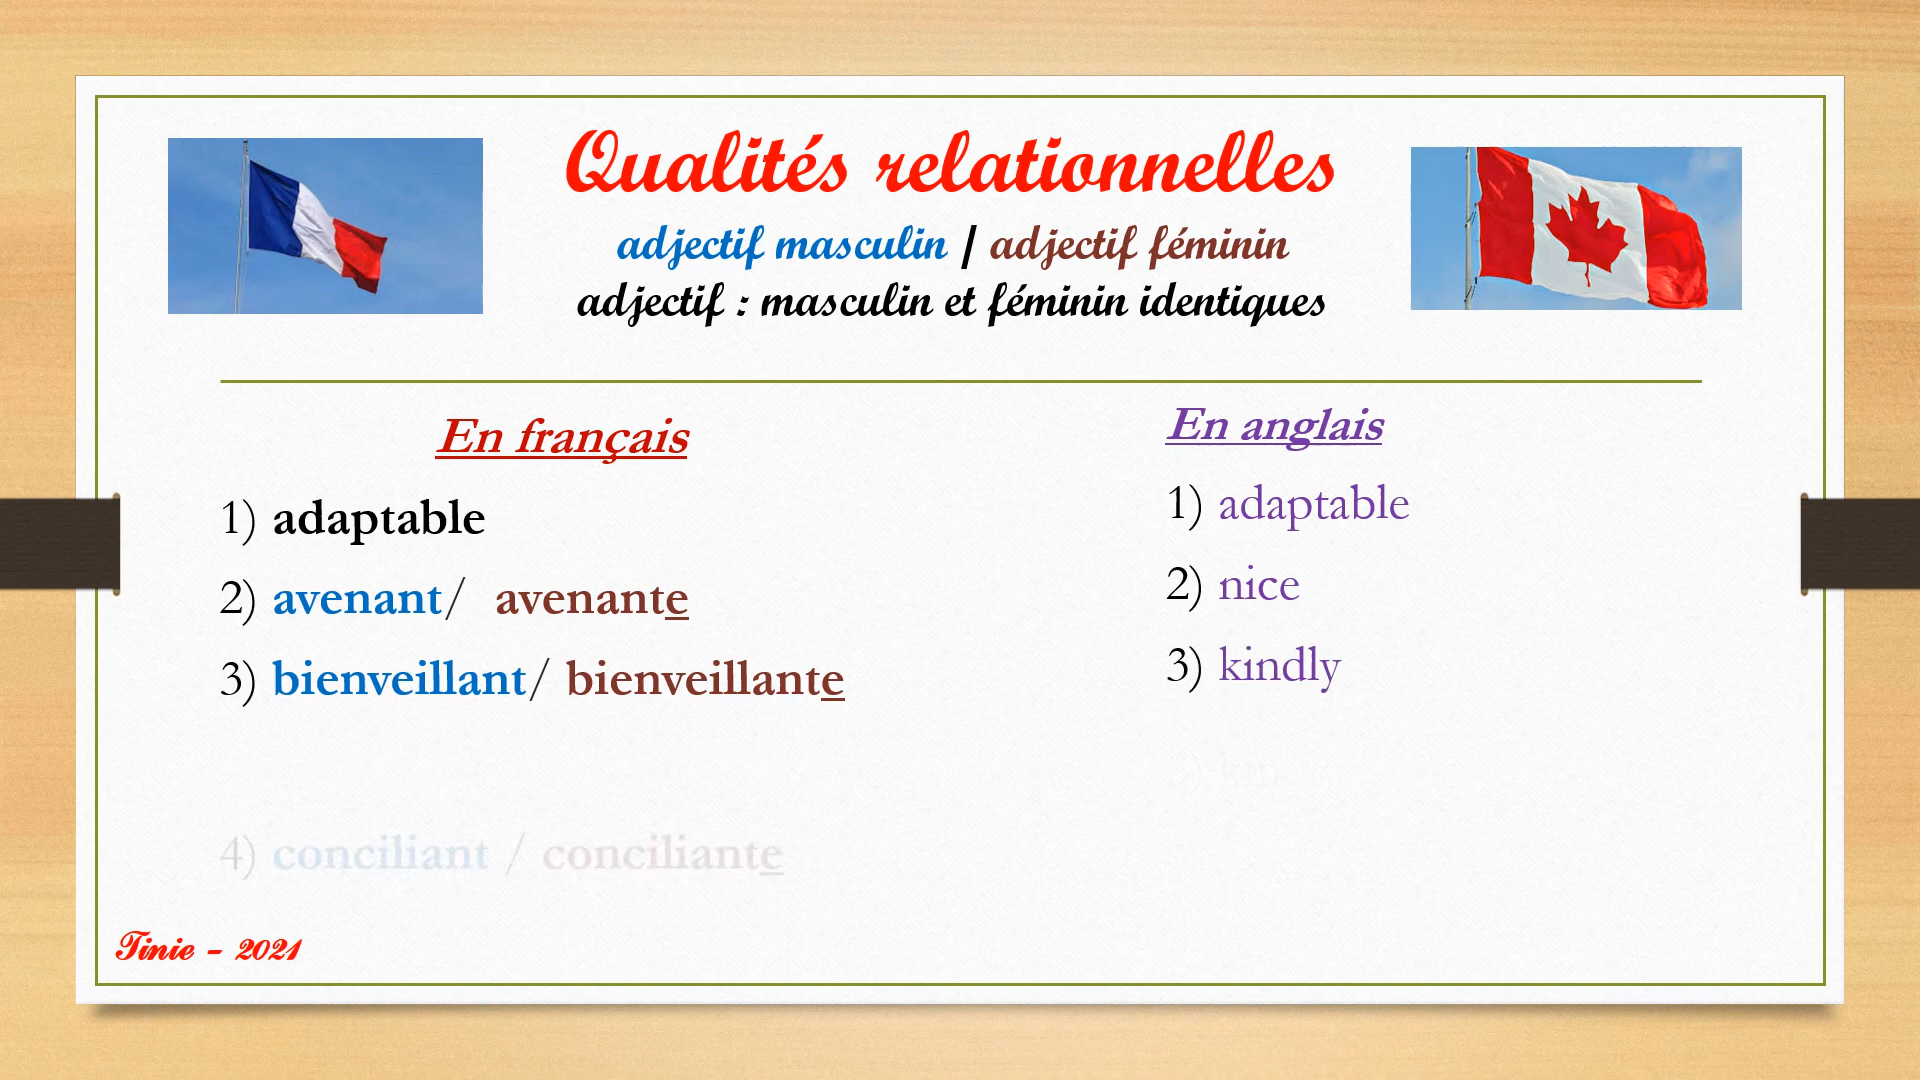 Qualités relationnelles
adjectif masculin / adjectif féminin
adjectif : masculin et féminin identiques
En français
1) adaptable
2) avenant/ avenante
3) bienveillant/ bienveillante
4) conciliant / conciliante
En anglais
1) adaptable
2) nice
3) kindly
Tinie - 2021